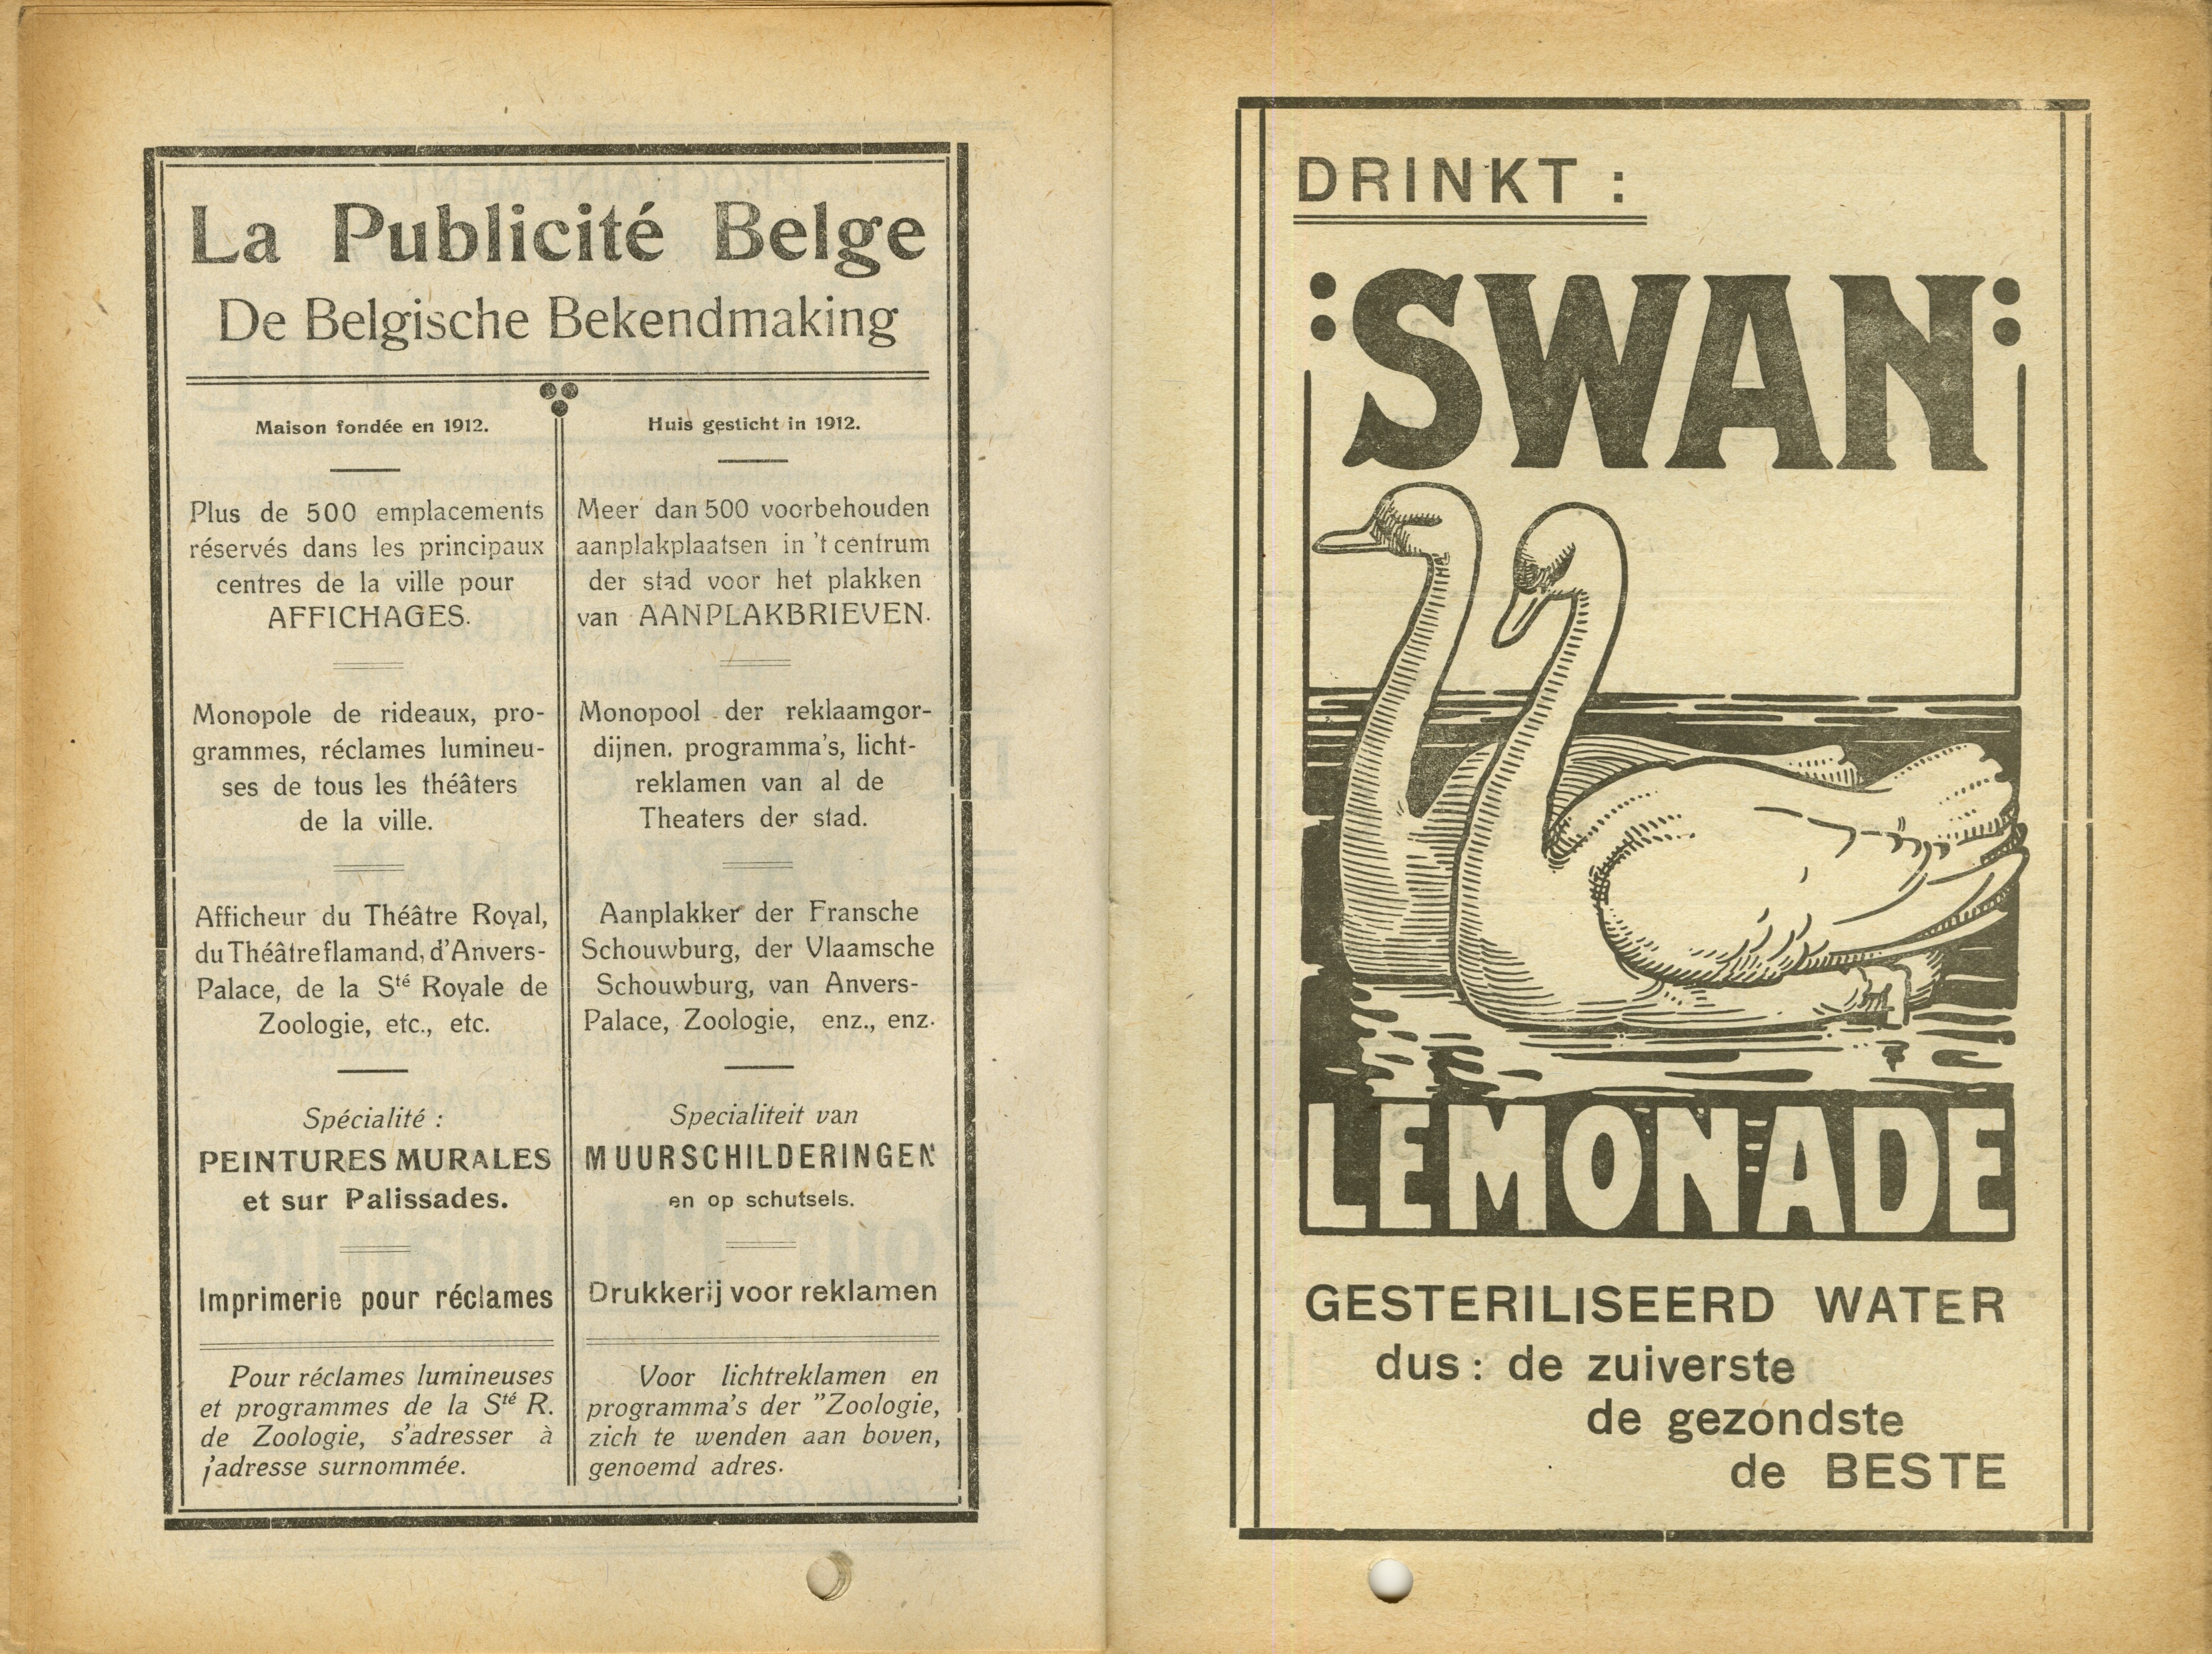 La Publicité Belge
De Belgische Bekendmaking
Maison fondée en 1912.
Plus de 500 emplacements
réservés dans les principaux
centres de la ville pour
AFFICHAGES.
Monopole de rideaux, pro-
grammes, réclames lumineu-
ses de tous les théâters
de la ville.
Afficheur du Théâtre Royal,
du Théâtre flamand, d'Anvers-
Palace, de la Sté Royale de
Zoologie, etc., etc.
Spécialité :
PEINTURES MURALES
et sur Palissades.
Imprimerie pour réclames
Pour réclames lumineuses
et programmes de la Sté R.
de Zoologie, s'adresser à
j'adresse surnommée.
Huis gesticht in 1912.
Meer dan 500 voorbehouden
aanplakplaatsen in 't centrum
der stad voor het plakken
van AANPLAKBRIEVEN.
Monopool der reklaamgor-
dijnen. programma's, licht-
reklamen van al de
Theaters der stad.
Aanplakker der Fransche
Schouwburg, der Vlaamsche
Schouwburg, van Anvers-
Palace, Zoologie, enz., enz.
Specialiteit van
MUURSCHILDERINGEN
en op schutsels.
Drukkerij voor reklamen
Voor lichtreklamen en
programma's der "Zoologie,
zich te wenden aan boven,
genoemd adres.
DRINKT :
:SWAN:
LEMONADE
GESTERILISEERD WATER
dus : de zuiverste
de gezondste
de BESTE